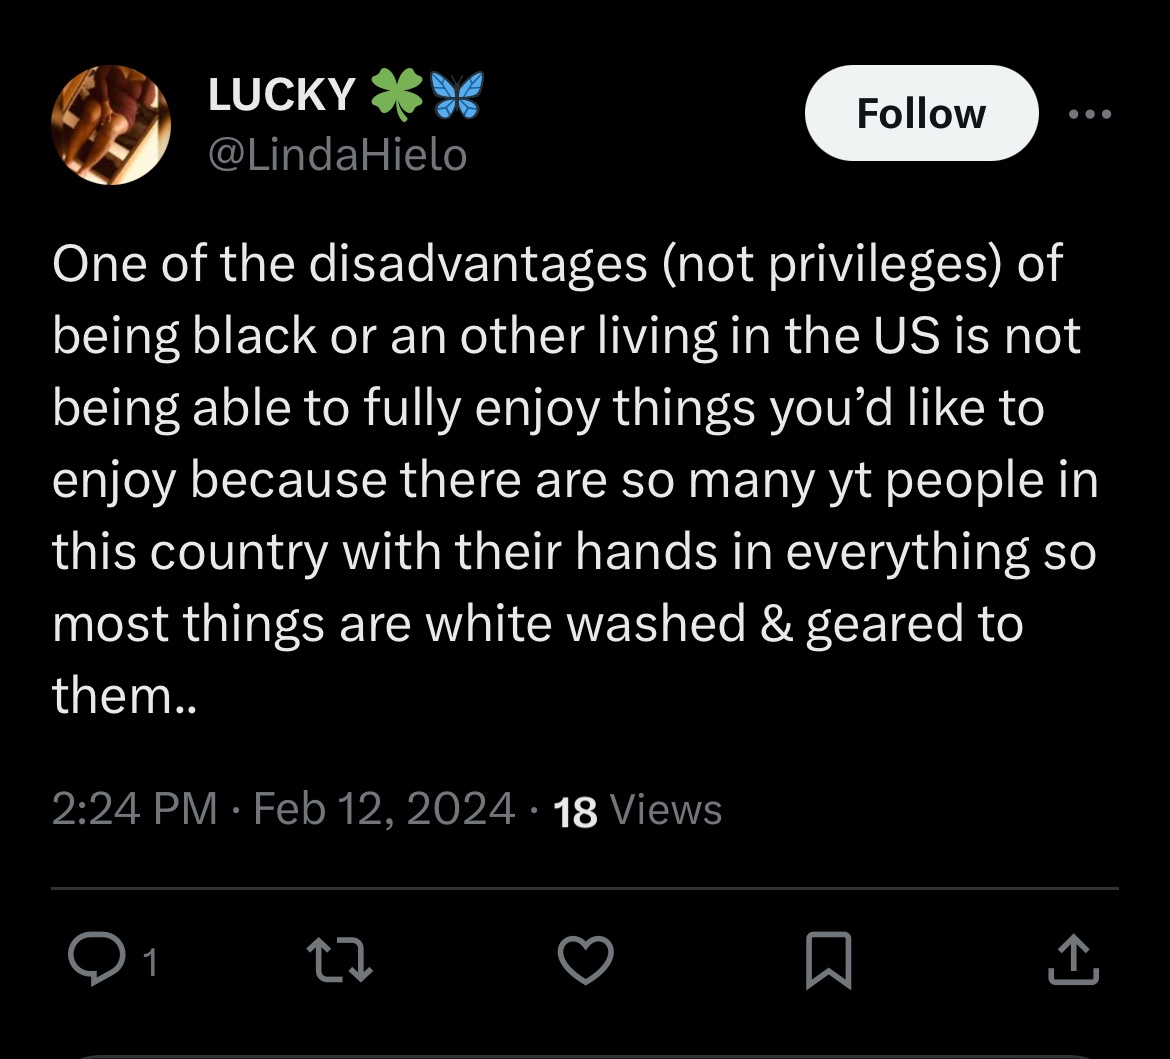 LUCKY 🍀🦋
@LindaHielo
Follow
One of the disadvantages (not privileges) of
being black or an other living in the US is not
being able to fully enjoy things you’d like to
enjoy because there are so many yt people in
this country with their hands in everything so
most things are white washed & geared to
them..
2:24 PM · Feb 12, 2024 · 18 Views
1